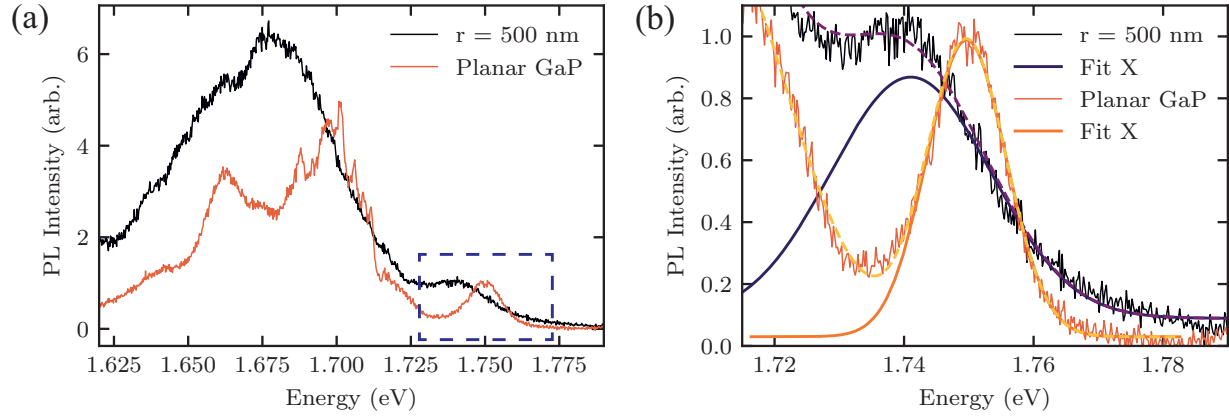 (a)
PL Intensity (arb.)
6
4
2
0
r = 500 nm
Planar GaP
1.625
1.650
1.675
1.700
1.725
1.750
1.775
Energy (eV)
(b)
PL Intensity (arb.)
1.0
0.8
0.6
0.4
0.2
0.0
r = 500 nm
Fit X
Planar GaP
Fit X
1.72
1.74
1.76
1.78
Energy (eV)